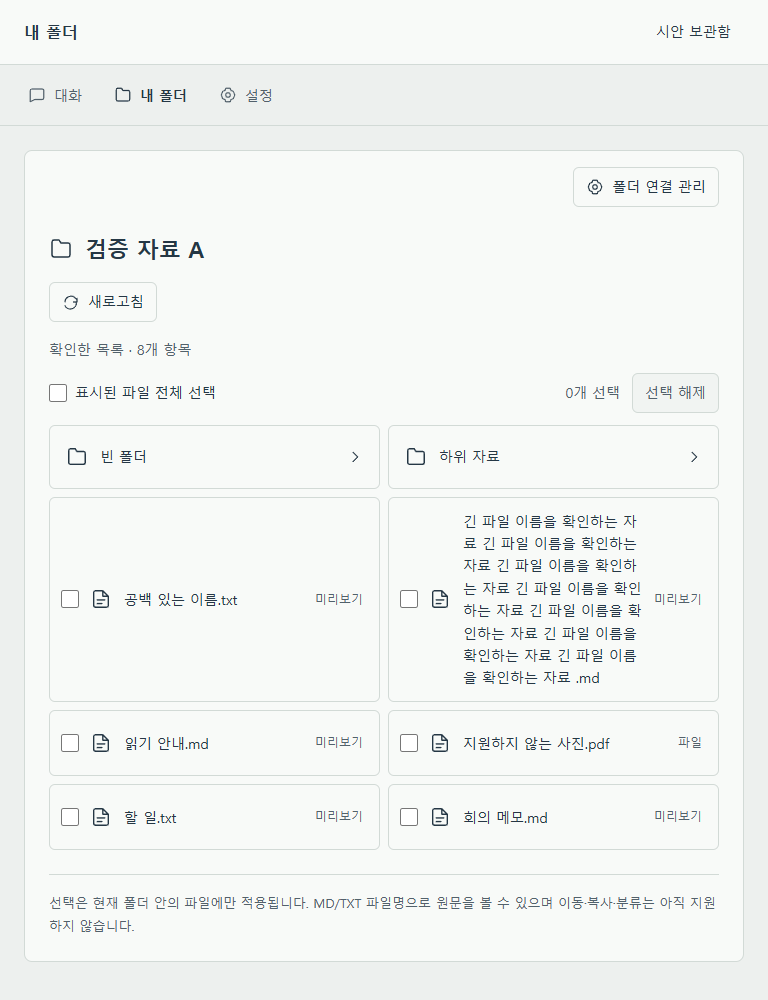 내 폴더
시안 보관함
대화
내 폴더
설정
폴더 연결 관리
검증 자료 A
새로고침
확인한 목록 · 8개 항목
표시된 파일 전체 선택
0개 선택
선택 해제
빈 폴더
하위 자료
공백 있는 이름.txt
미리보기
긴 파일 이름을 확인하는 자
료 긴 파일 이름을 확인하는
자료 긴 파일 이름을 확인하
는 자료 긴 파일 이름을 확인
하는 자료 긴 파일 이름을 확
인하는 자료 긴 파일 이름을
확인하는 자료 긴 파일 이름
을 확인하는 자료 .md
미리보기
읽기 안내.md
미리보기
지원하지 않는 사진.pdf
파일
할 일.txt
미리보기
회의 메모.md
미리보기
선택은 현재 폴더 안의 파일에만 적용됩니다. MD/TXT 파일명으로 원문을 볼 수 있으며 이동·복사·분류는 아직 지원
하지 않습니다.